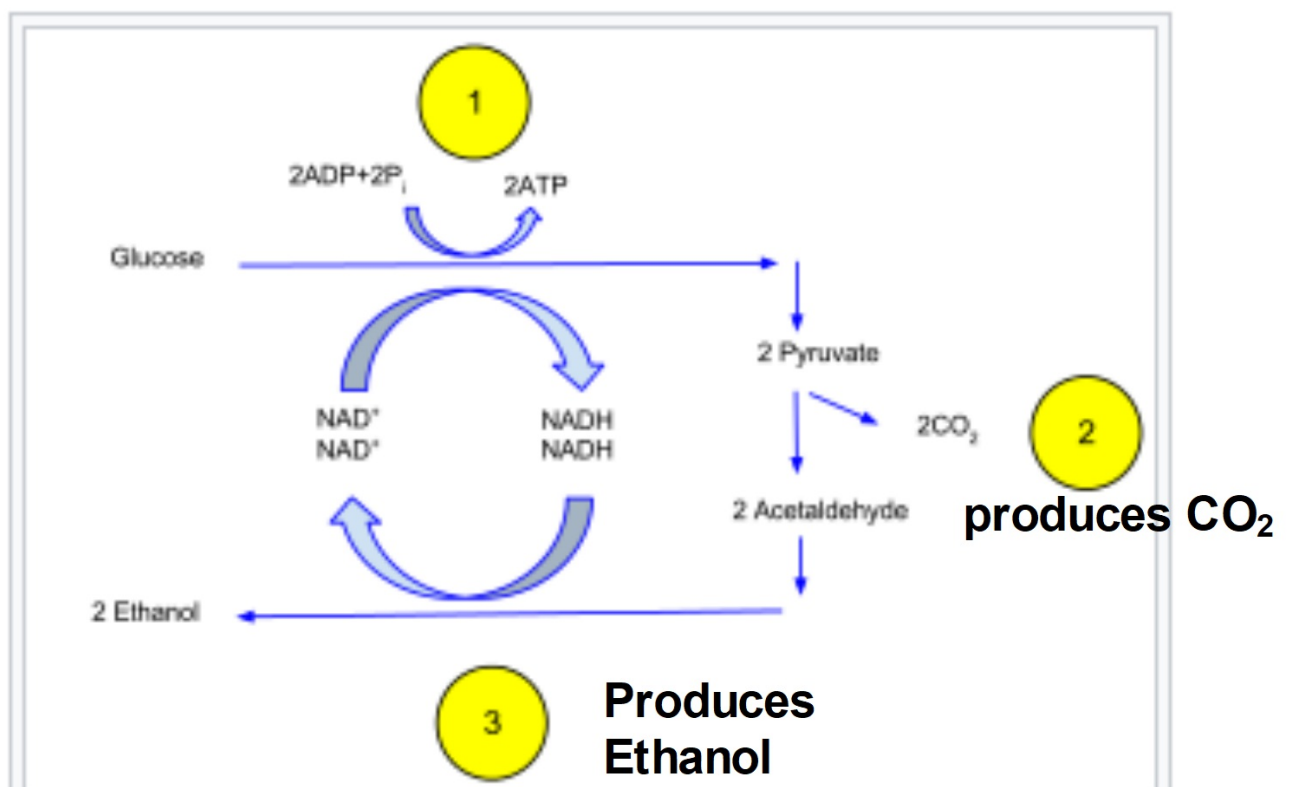 1
2ADP+2Pi
2ATP
Glucose
2 Pyruvate
NAD⁺
NADH
NAD⁺
NADH
2CO₂
2
2 Acetaldehyde
produces CO₂
2 Ethanol
3
Produces
Ethanol